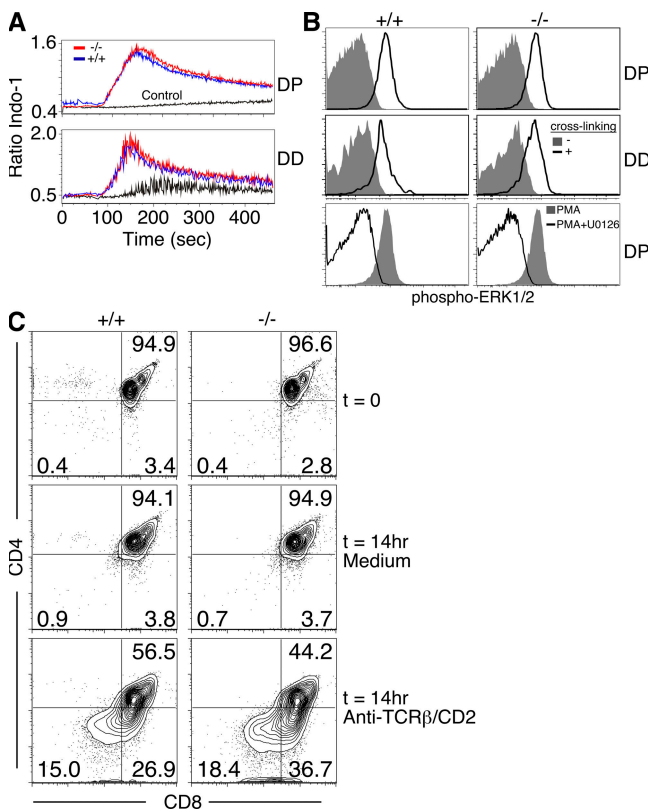 A
1.6
-/-
+/+
Control
DP
0.4
2.0
DD
0.5
Ratio Indo-1
0 100 200 300 400
Time (sec)
B
+/+ -/-
DP
cross-linking
-
+
DD
PMA
PMA+U0126
DP
phospho-ERK1/2
C
+/+ -/-
94.9 96.6
t = 0
0.4 3.4 0.4 2.8
94.1 94.9
t = 14hr
Medium
0.9 3.8 0.7 3.7
56.5 44.2
t = 14hr
Anti-TCRβ/CD2
15.0 26.9 18.4 36.7
CD4
CD8